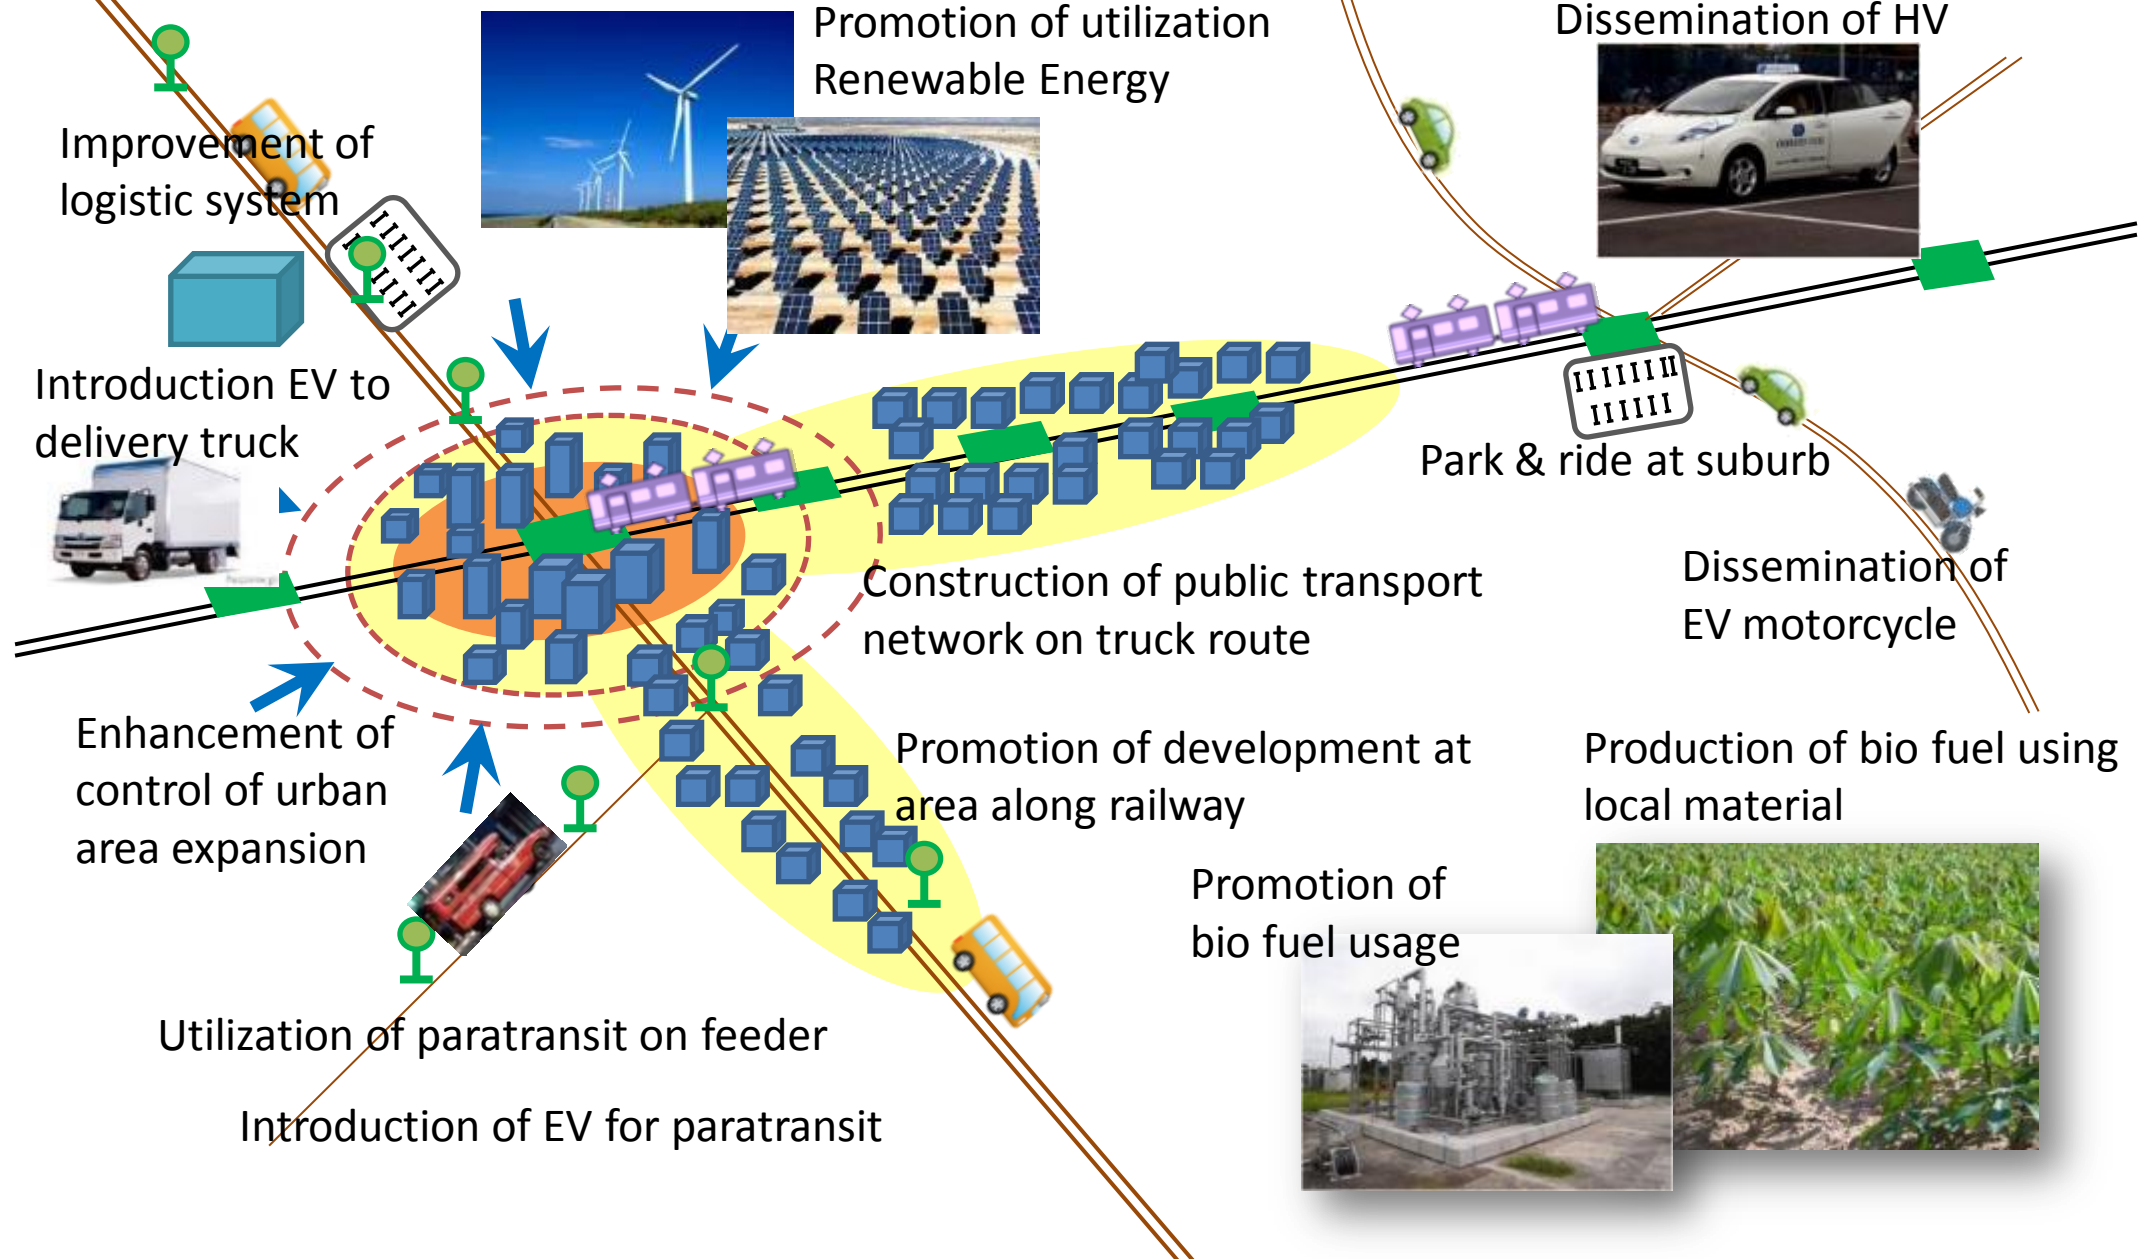 Promotion of utilization
Renewable Energy
Dissemination of HV
Improvement of
logistic system
Introduction EV to
delivery truck
Park & ride at suburb
Construction of public transport
network on truck route
Dissemination of
EV motorcycle
Enhancement of
control of urban
area expansion
Promotion of development at
area along railway
Production of bio fuel using
local material
Promotion of
bio fuel usage
Utilization of paratransit on feeder
Introduction of EV for paratransit